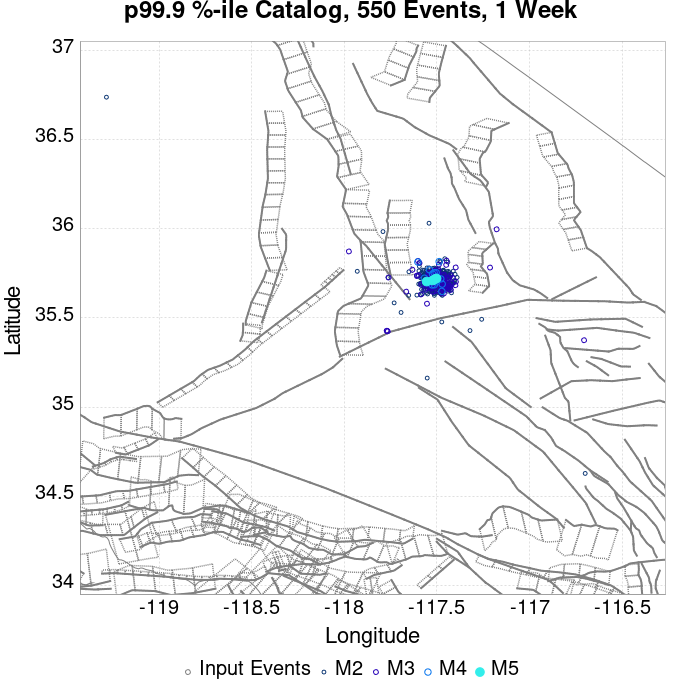 p99.9 %-ile Catalog, 550 Events, 1 Week
37
36.5
36
35.5
35
34.5
34
Latitude
-119 -118.5 -118 -117.5 -117 -116.5
Longitude
Input Events M2 M3 M4 M5